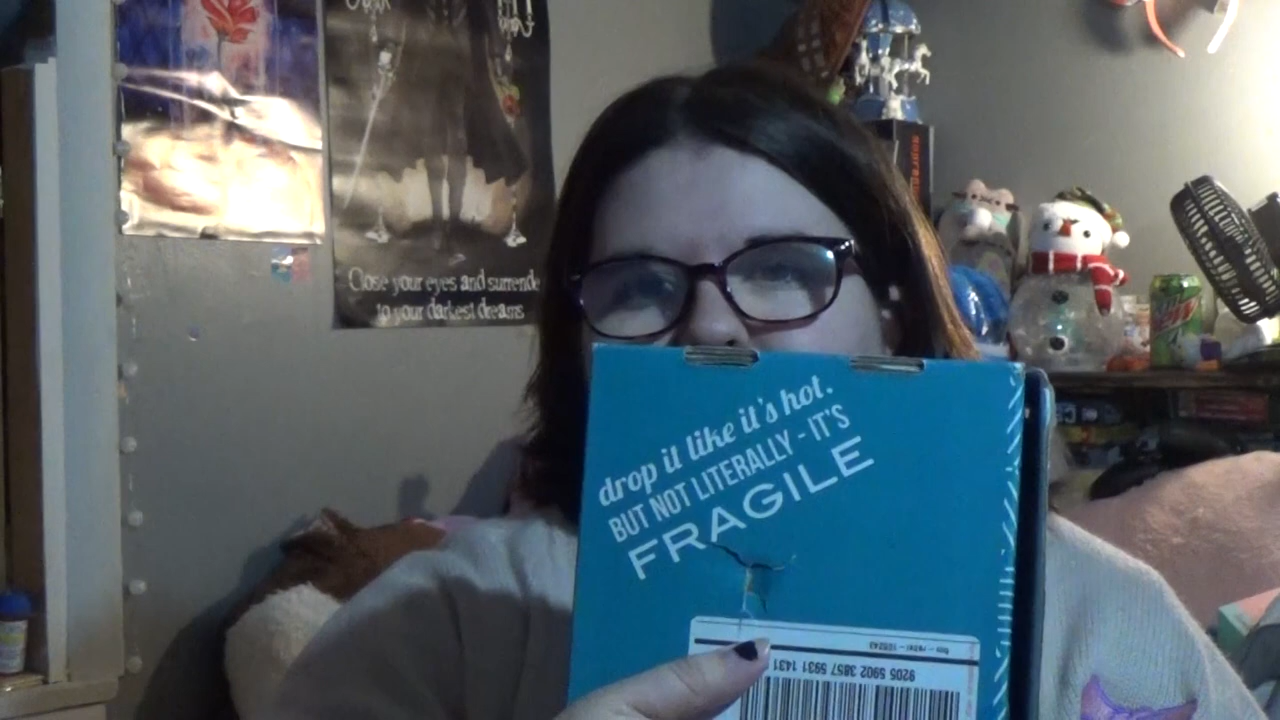 Close your eyes and surrende
to your darkest dreams
drop it like it's hot.
BUT NOT LITERALLY - IT'S
FRAGILE
9205 5902 3857 5931 1431